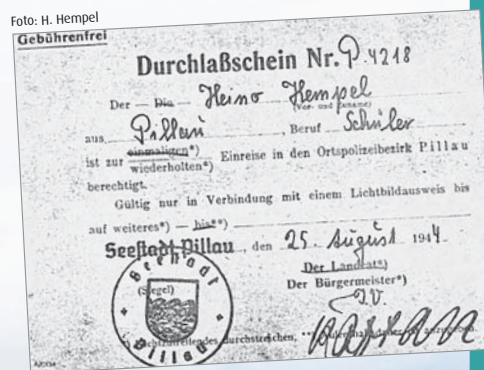 Foto: H. Hempel
Gebührenfrei
Durchlaßschein Nr. P. 4218
Der — Die — Heino Hempel
(Vor- und Zuname)
aus Pillau, Beruf Schüler
ist zur einmaligen*)
wiederholten*) Einreise in den Ortspolizeibezirk Pillau
berechtigt.
Gültig nur in Verbindung mit einem Lichtbildausweis bis
auf weiteres*) — bis**)
Seestadt Pillau, den 25. August 1944.
Der Landrat*)
Der Bürgermeister*)
J.V.
(Siegel)
Seestadt
Pillau
durchstreichen, **)